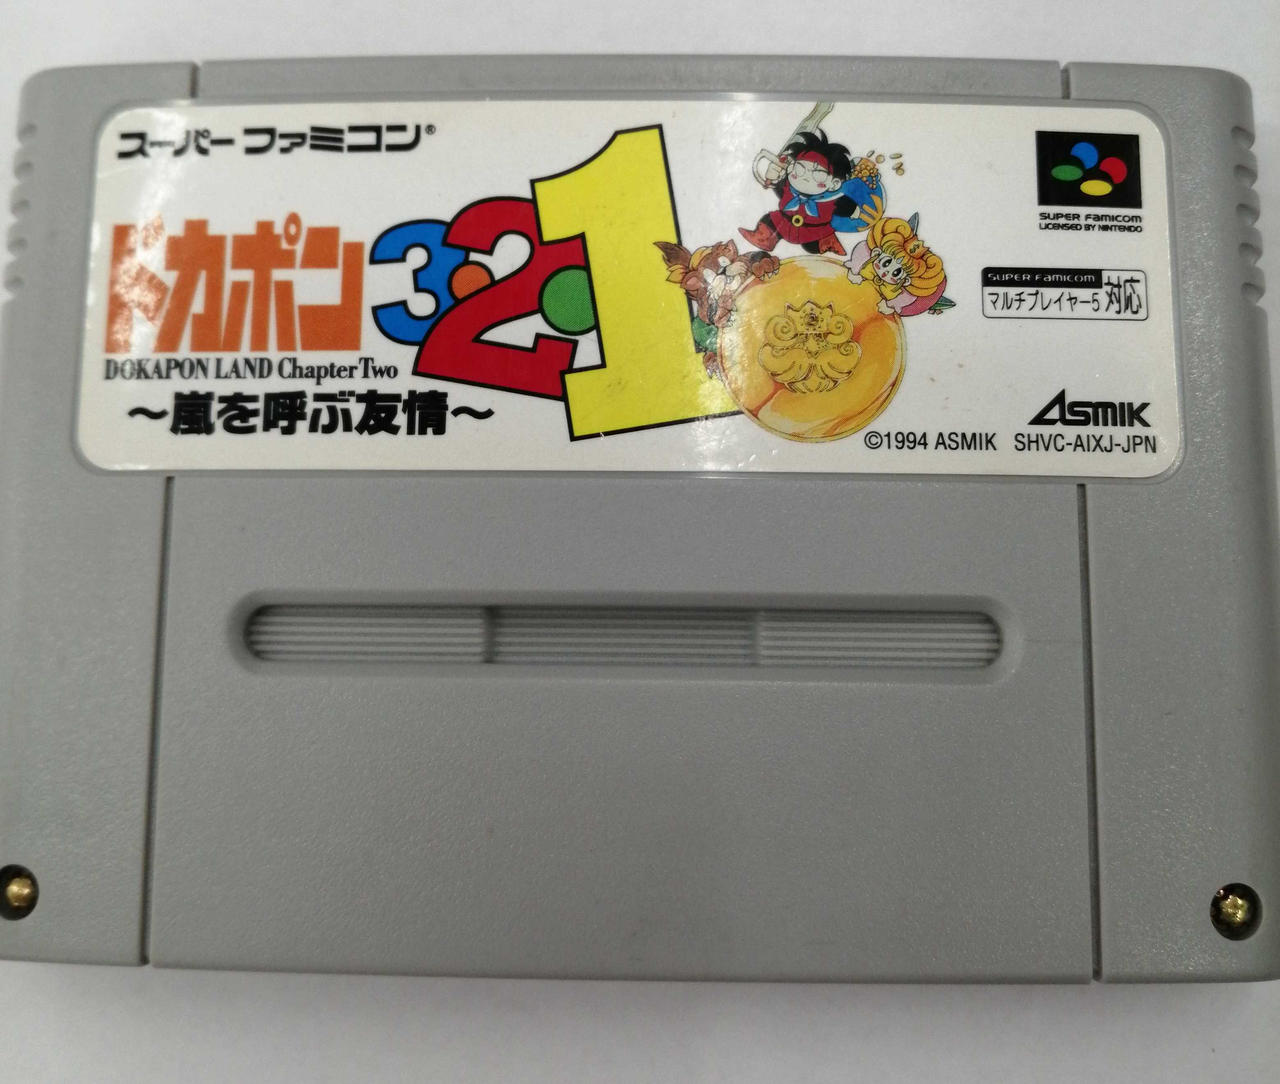 スーパーファミコン®
ドカポン3・2・1
DOKAPON LAND Chapter Two
〜嵐を呼ぶ友情〜
SUPER FAMICOM
LICENSED BY NINTENDO
SUPER FAMICOM
マルチプレイヤー5 対応
ASMIK
©1994 ASMIK SHVC-AIXJ-JPN